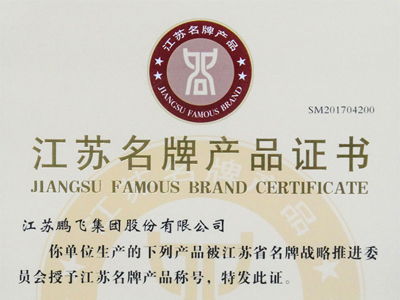 江苏名牌产品
JIANGSU FAMOUS BRAND
SM201704200
江苏名牌产品证书
JIANGSU FAMOUS BRAND CERTIFICATE
江苏鹏飞集团股份有限公司
你单位生产的下列产品被江苏省名牌战略推进委
员会授予江苏名牌产品称号，特发此证。